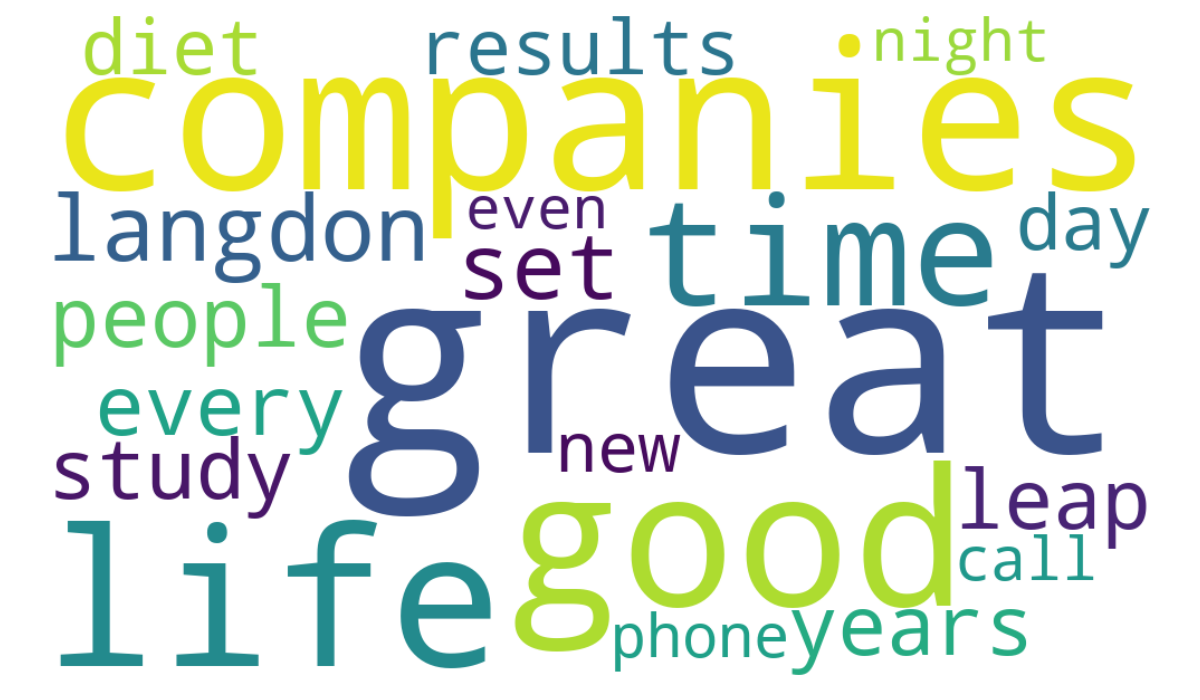 diet results night
companies
langdon even time day
set
people great
every
study new leap
life good call
phone years